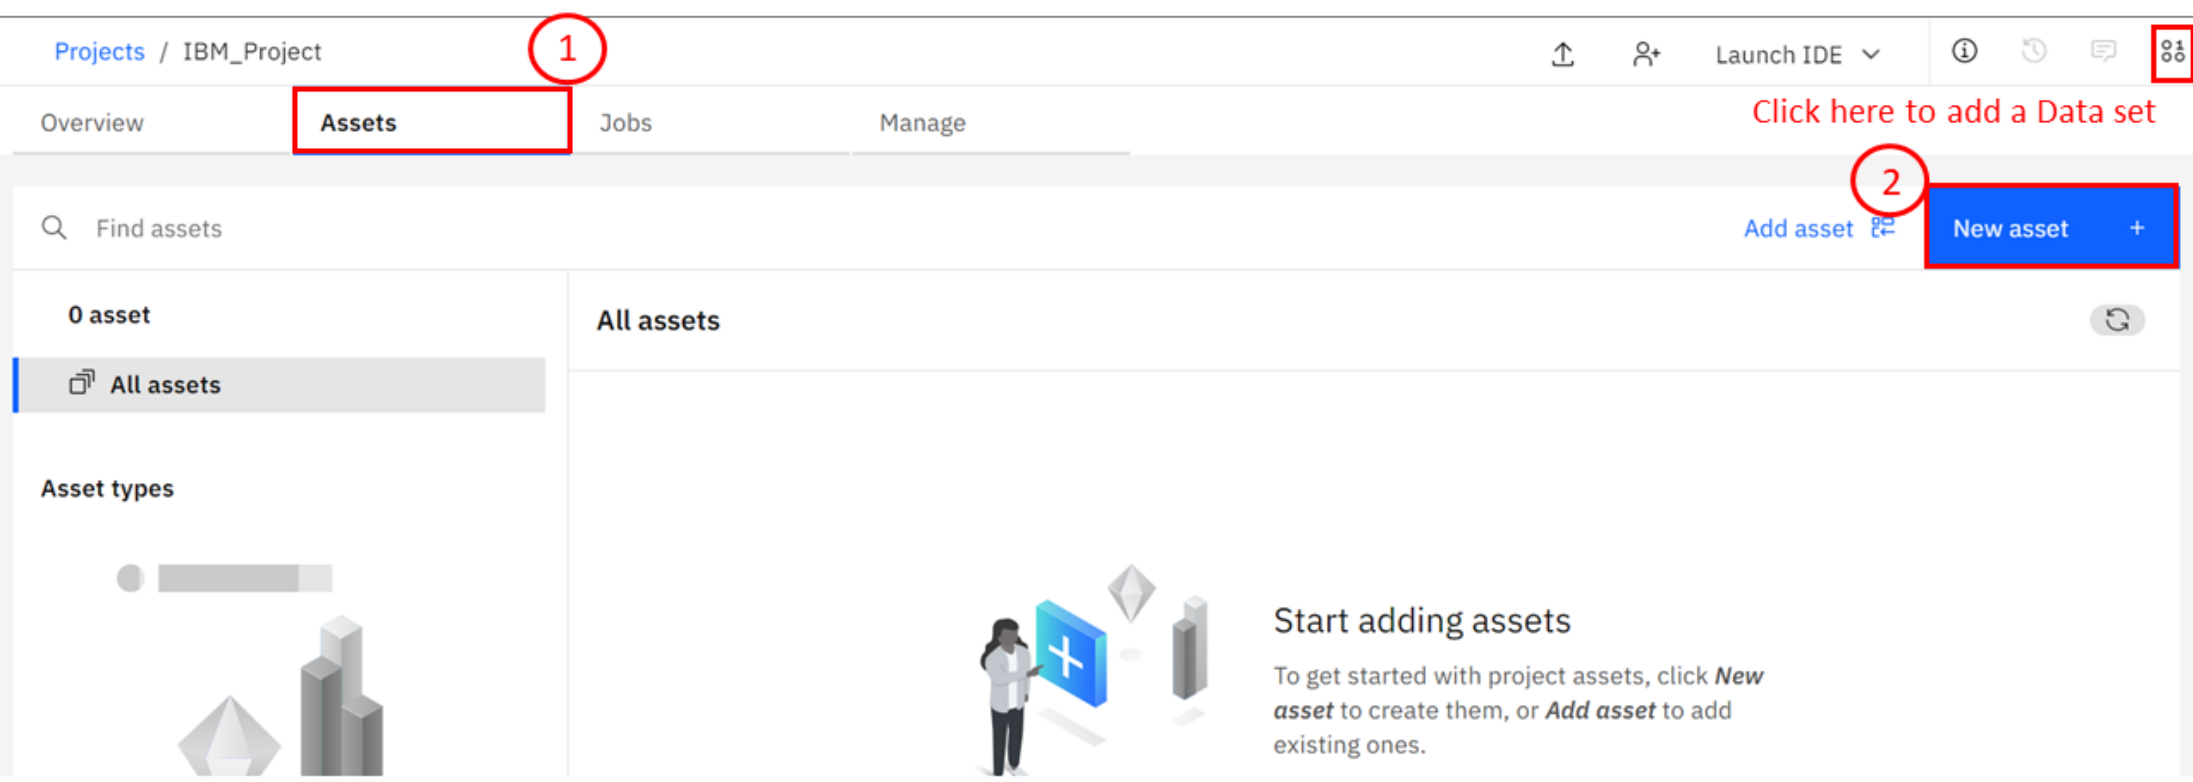 Projects / IBM_Project
1
Launch IDE
Overview
Assets
Jobs
Manage
Click here to add a Data set
2
Find assets
Add asset
New asset +
0 asset
All assets
All assets
Asset types
Start adding assets
To get started with project assets, click New
asset to create them, or Add asset to add
existing ones.